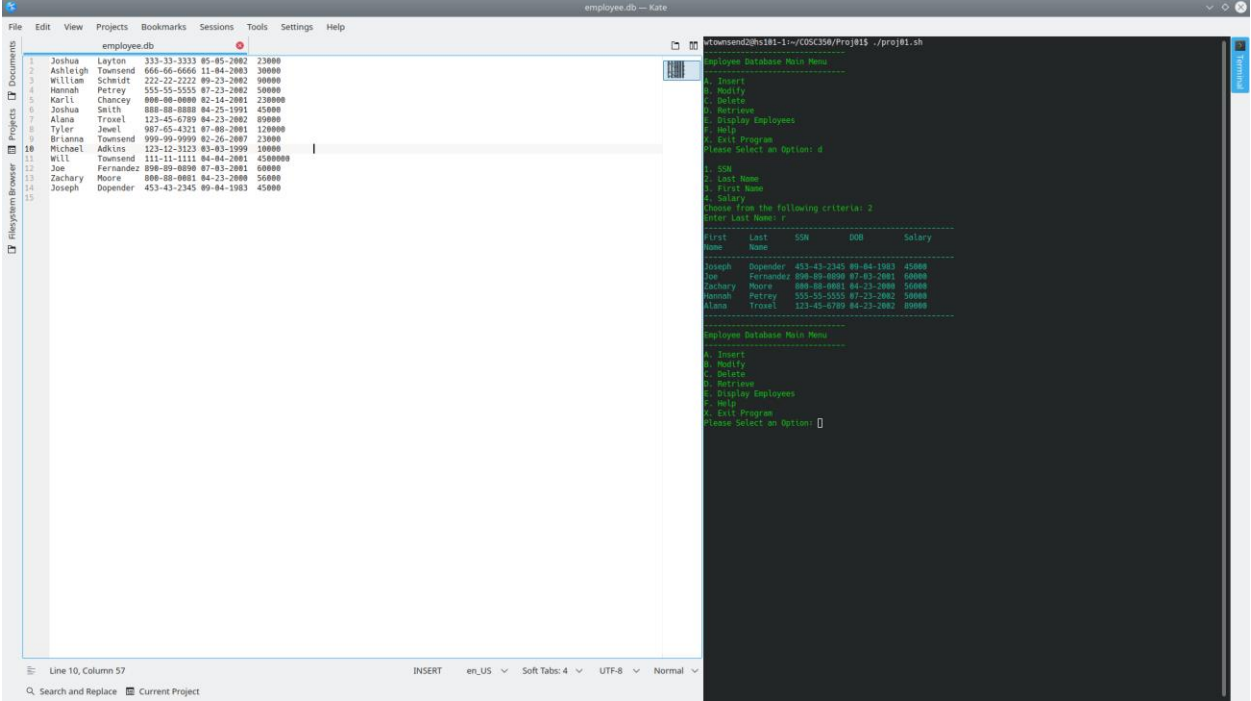 employee.db — Kate
File Edit View Projects Bookmarks Sessions Tools Settings Help
employee.db
Documents
Projects
Filesystem Browser
1 Joshua Layton 333-33-3333 05-05-2002 23000
2 Ashleigh Townsend 666-66-6666 11-04-2003 30000
3 William Schmidt 222-22-2222 09-23-2002 90000
4 Hannah Petrey 555-55-5555 07-23-2002 50000
5 Karli Chancey 000-00-0000 02-14-2001 230000
6 Joshua Smith 888-88-8888 04-25-1991 45000
7 Alana Troxel 123-45-6789 04-23-2002 89000
8 Tyler Jewel 987-65-4321 07-08-2001 120000
9 Brianna Townsend 999-99-9999 02-26-2007 23000
10 Michael Adkins 123-12-3123 03-03-1999 10000
11 Will Townsend 111-11-1111 04-04-2001 4500000
12 Joe Fernandez 890-89-0890 07-03-2001 60000
13 Zachary Moore 800-88-0081 04-23-2000 56000
14 Joseph Dopender 453-43-2345 09-04-1983 45000
15
Line 10, Column 57
INSERT en_US Soft Tabs: 4 UTF-8 Normal
Search and Replace Current Project
wtownsend2@hs101-1:~/COSC350/Proj01$ ./proj01.sh
-------------------------------
Employee Database Main Menu
-------------------------------
A. Insert
B. Modify
C. Delete
D. Retrieve
E. Display Employees
F. Help
X. Exit Program
Please Select an Option: d
1. SSN
2. Last Name
3. First Name
4. Salary
Choose from the following criteria: 2
Enter Last Name: r
-------------------------------------------------------
First Last SSN DOB Salary
Name Name
-------------------------------------------------------
Joseph Dopender 453-43-2345 09-04-1983 45000
Joe Fernandez 890-89-0890 07-03-2001 60000
Zachary Moore 800-88-0081 04-23-2000 56000
Hannah Petrey 555-55-5555 07-23-2002 50000
Alana Troxel 123-45-6789 04-23-2002 89000
-------------------------------------------------------
-------------------------------
Employee Database Main Menu
-------------------------------
A. Insert
B. Modify
C. Delete
D. Retrieve
E. Display Employees
F. Help
X. Exit Program
Please Select an Option:
Terminal